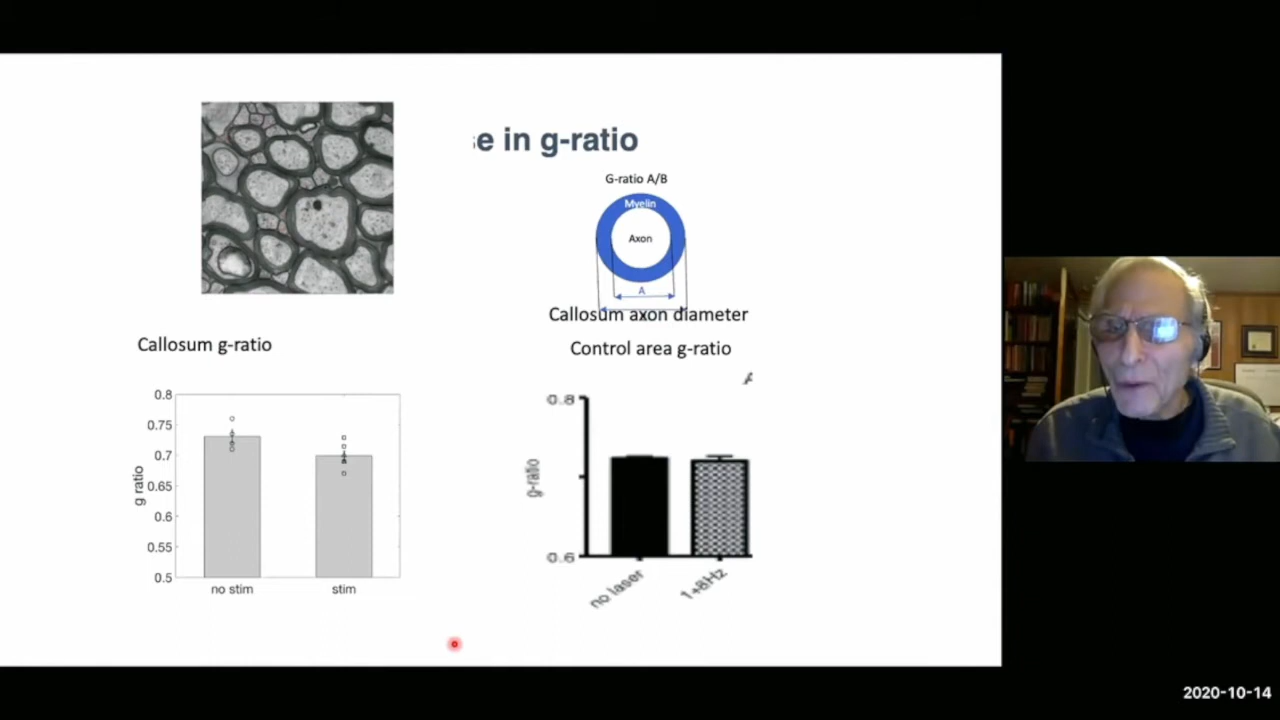 e in g-ratio
G-ratio A/B
Myelin
Axon
A
Callosum axon diameter
Callosum g-ratio
Control area g-ratio
A
0.8
0.75
0.7
0.65
0.6
0.55
0.5
g ratio
no stim
stim
0.8
0.6
g-ratio
no laser
1+8Hz
2020-10-14